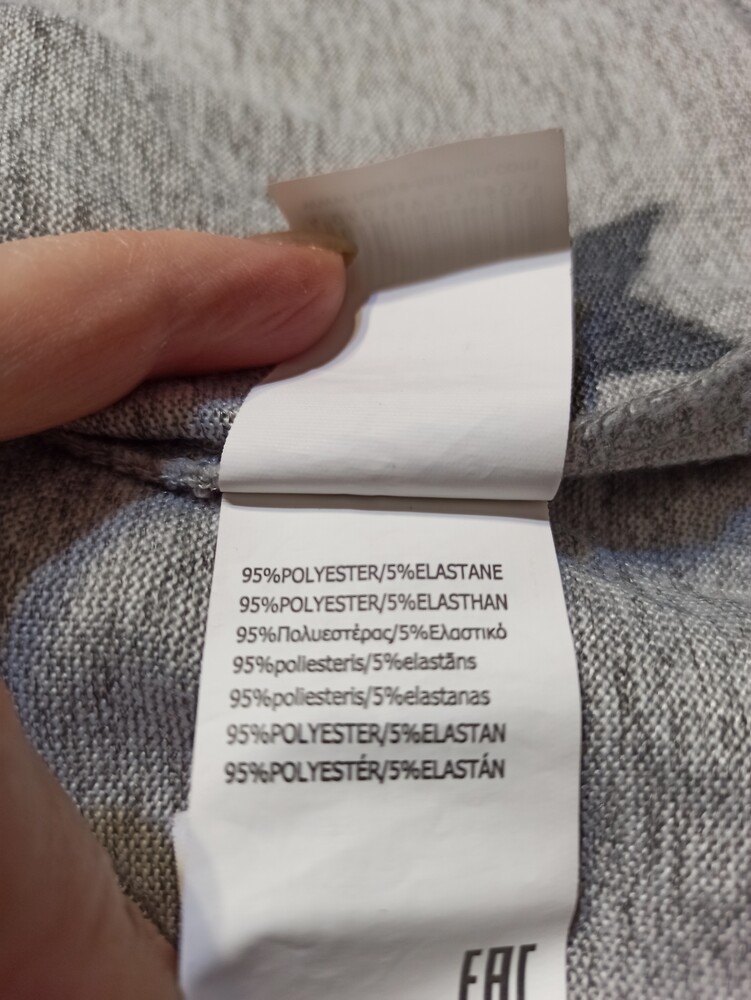 95%POLYESTER/5%ELASTANE
95%POLYESTER/5%ELASTHAN
95%Πολυεστέρας/5%Ελαστικό
95%poliesteris/5%elastāns
95%poliesteris/5%elastanas
95%POLYESTER/5%ELASTAN
95%POLYESTÉR/5%ELASTÁN
EAC